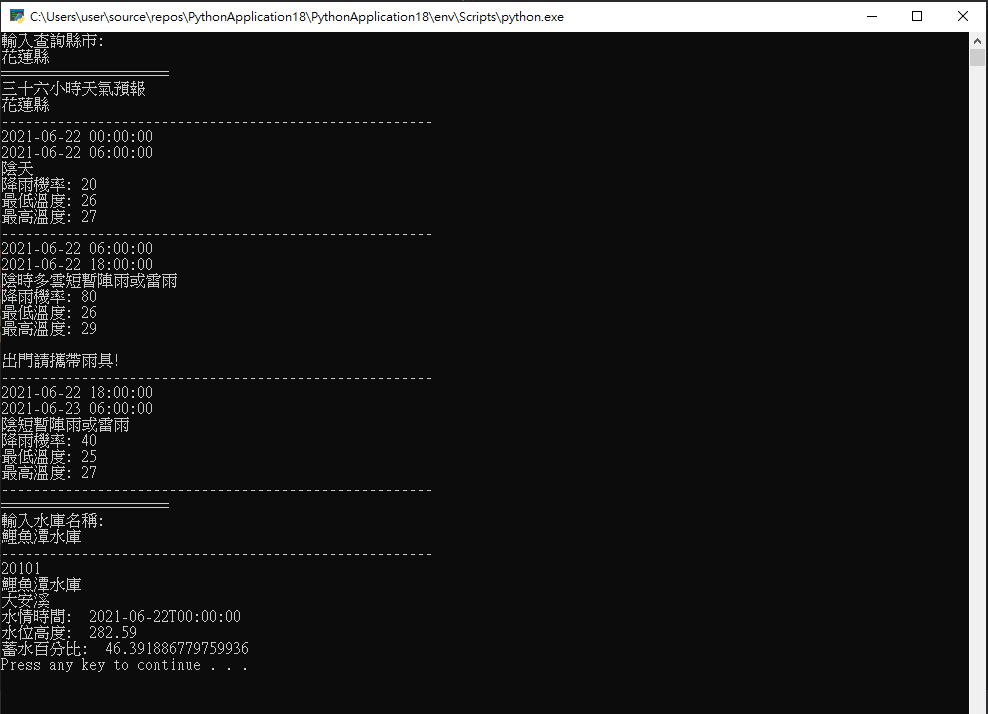 C:\Users\user\source\repos\PythonApplication18\PythonApplication18\env\Scripts\python.exe
輸入查詢縣市:
花蓮縣
=====================
三十六小時天氣預報
花蓮縣
------------------------------------------------------
2021-06-22 00:00:00
2021-06-22 06:00:00
陰天
降雨機率: 20
最低溫度: 26
最高溫度: 27
------------------------------------------------------
2021-06-22 06:00:00
2021-06-22 18:00:00
陰時多雲短暫陣雨或雷雨
降雨機率: 80
最低溫度: 26
最高溫度: 29
出門請攜帶雨具!
------------------------------------------------------
2021-06-22 18:00:00
2021-06-23 06:00:00
陰短暫陣雨或雷雨
降雨機率: 40
最低溫度: 25
最高溫度: 27
------------------------------------------------------
=====================
輸入水庫名稱:
鯉魚潭水庫
------------------------------------------------------
20101
鯉魚潭水庫
大安溪
水情時間:  2021-06-22T00:00:00
水位高度:  282.59
蓄水百分比:  46.391886779759936
Press any key to continue . . .